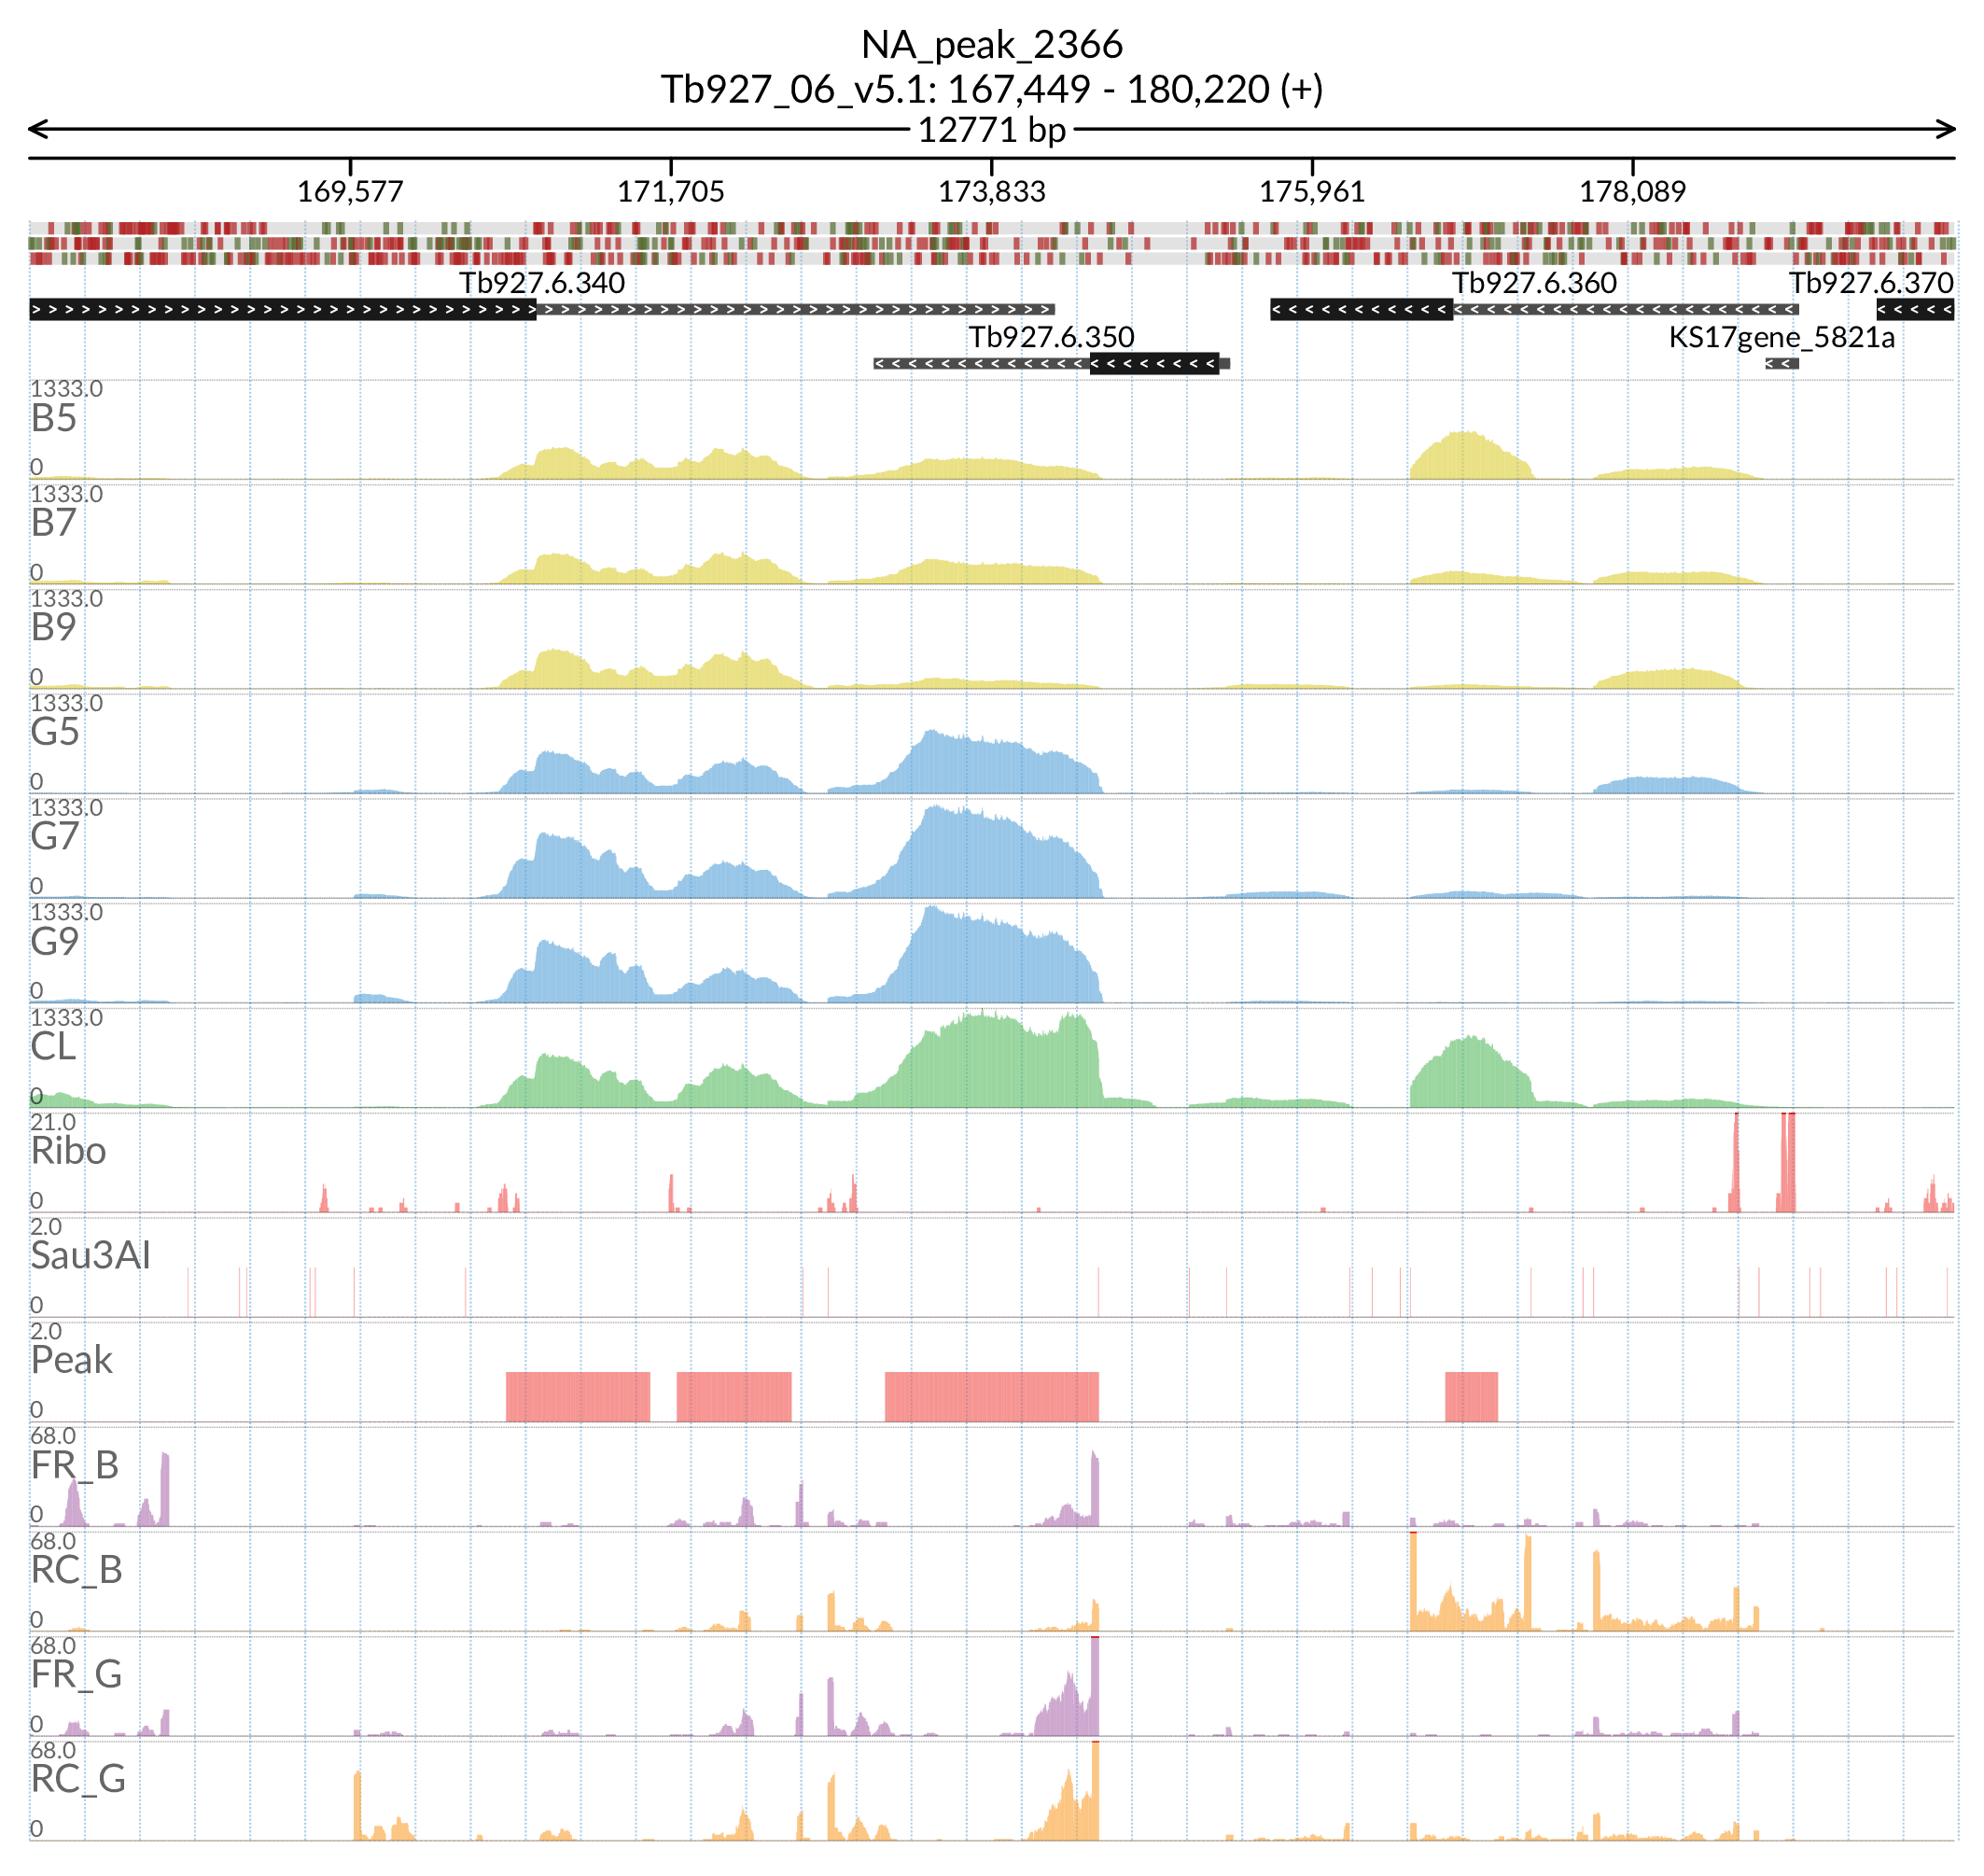 NA_peak_2366
Tb927_06_v5.1: 167,449 - 180,220 (+)
12771 bp
169,577 171,705 173,833 175,961 178,089
Tb927.6.340 Tb927.6.360 Tb927.6.370
Tb927.6.350 KS17gene_5821a
1333.0
B5
0
1333.0
B7
0
1333.0
B9
0
1333.0
G5
0
1333.0
G7
0
1333.0
G9
0
1333.0
CL
0
21.0
Ribo
0
2.0
Sau3AI
0
2.0
Peak
0
68.0
FR_B
0
68.0
RC_B
0
68.0
FR_G
0
68.0
RC_G
0